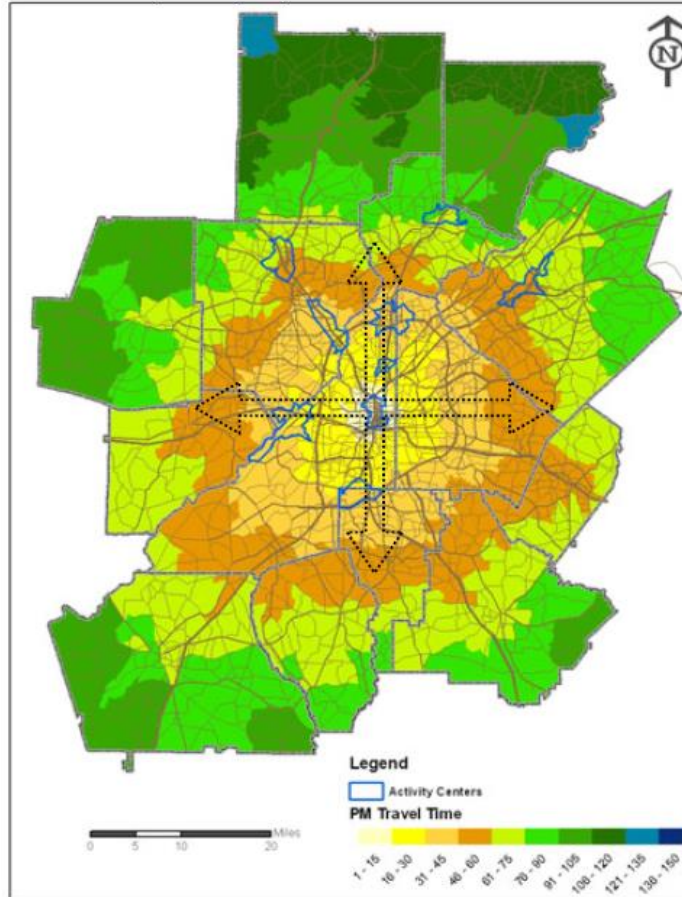 N
Legend
Activity Centers
PM Travel Time
Miles
0 5 10 20
1 - 15
16 - 30
31 - 45
46 - 60
61 - 75
76 - 90
91 - 105
106 - 120
121 - 135
136 - 150